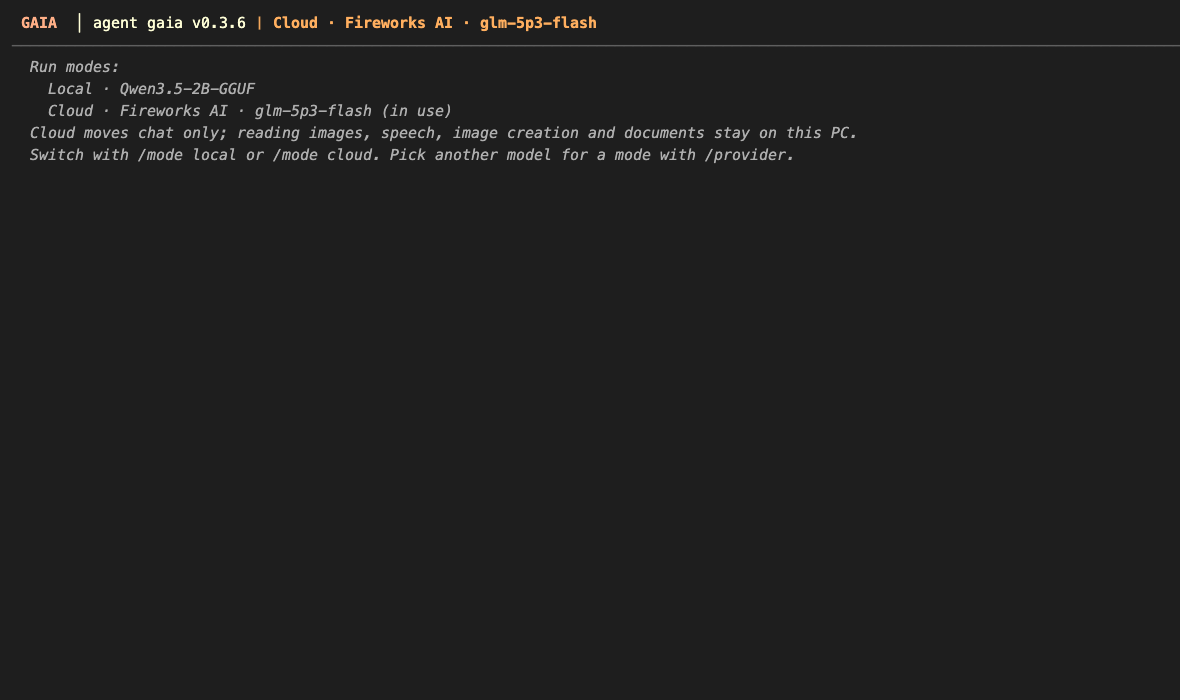 GAIA │ agent gaia v0.3.6 | Cloud · Fireworks AI · glm-5p3-flash
Run modes:
Local · Qwen3.5-2B-GGUF
Cloud · Fireworks AI · glm-5p3-flash (in use)
Cloud moves chat only; reading images, speech, image creation and documents stay on this PC.
Switch with /mode local or /mode cloud. Pick another model for a mode with /provider.